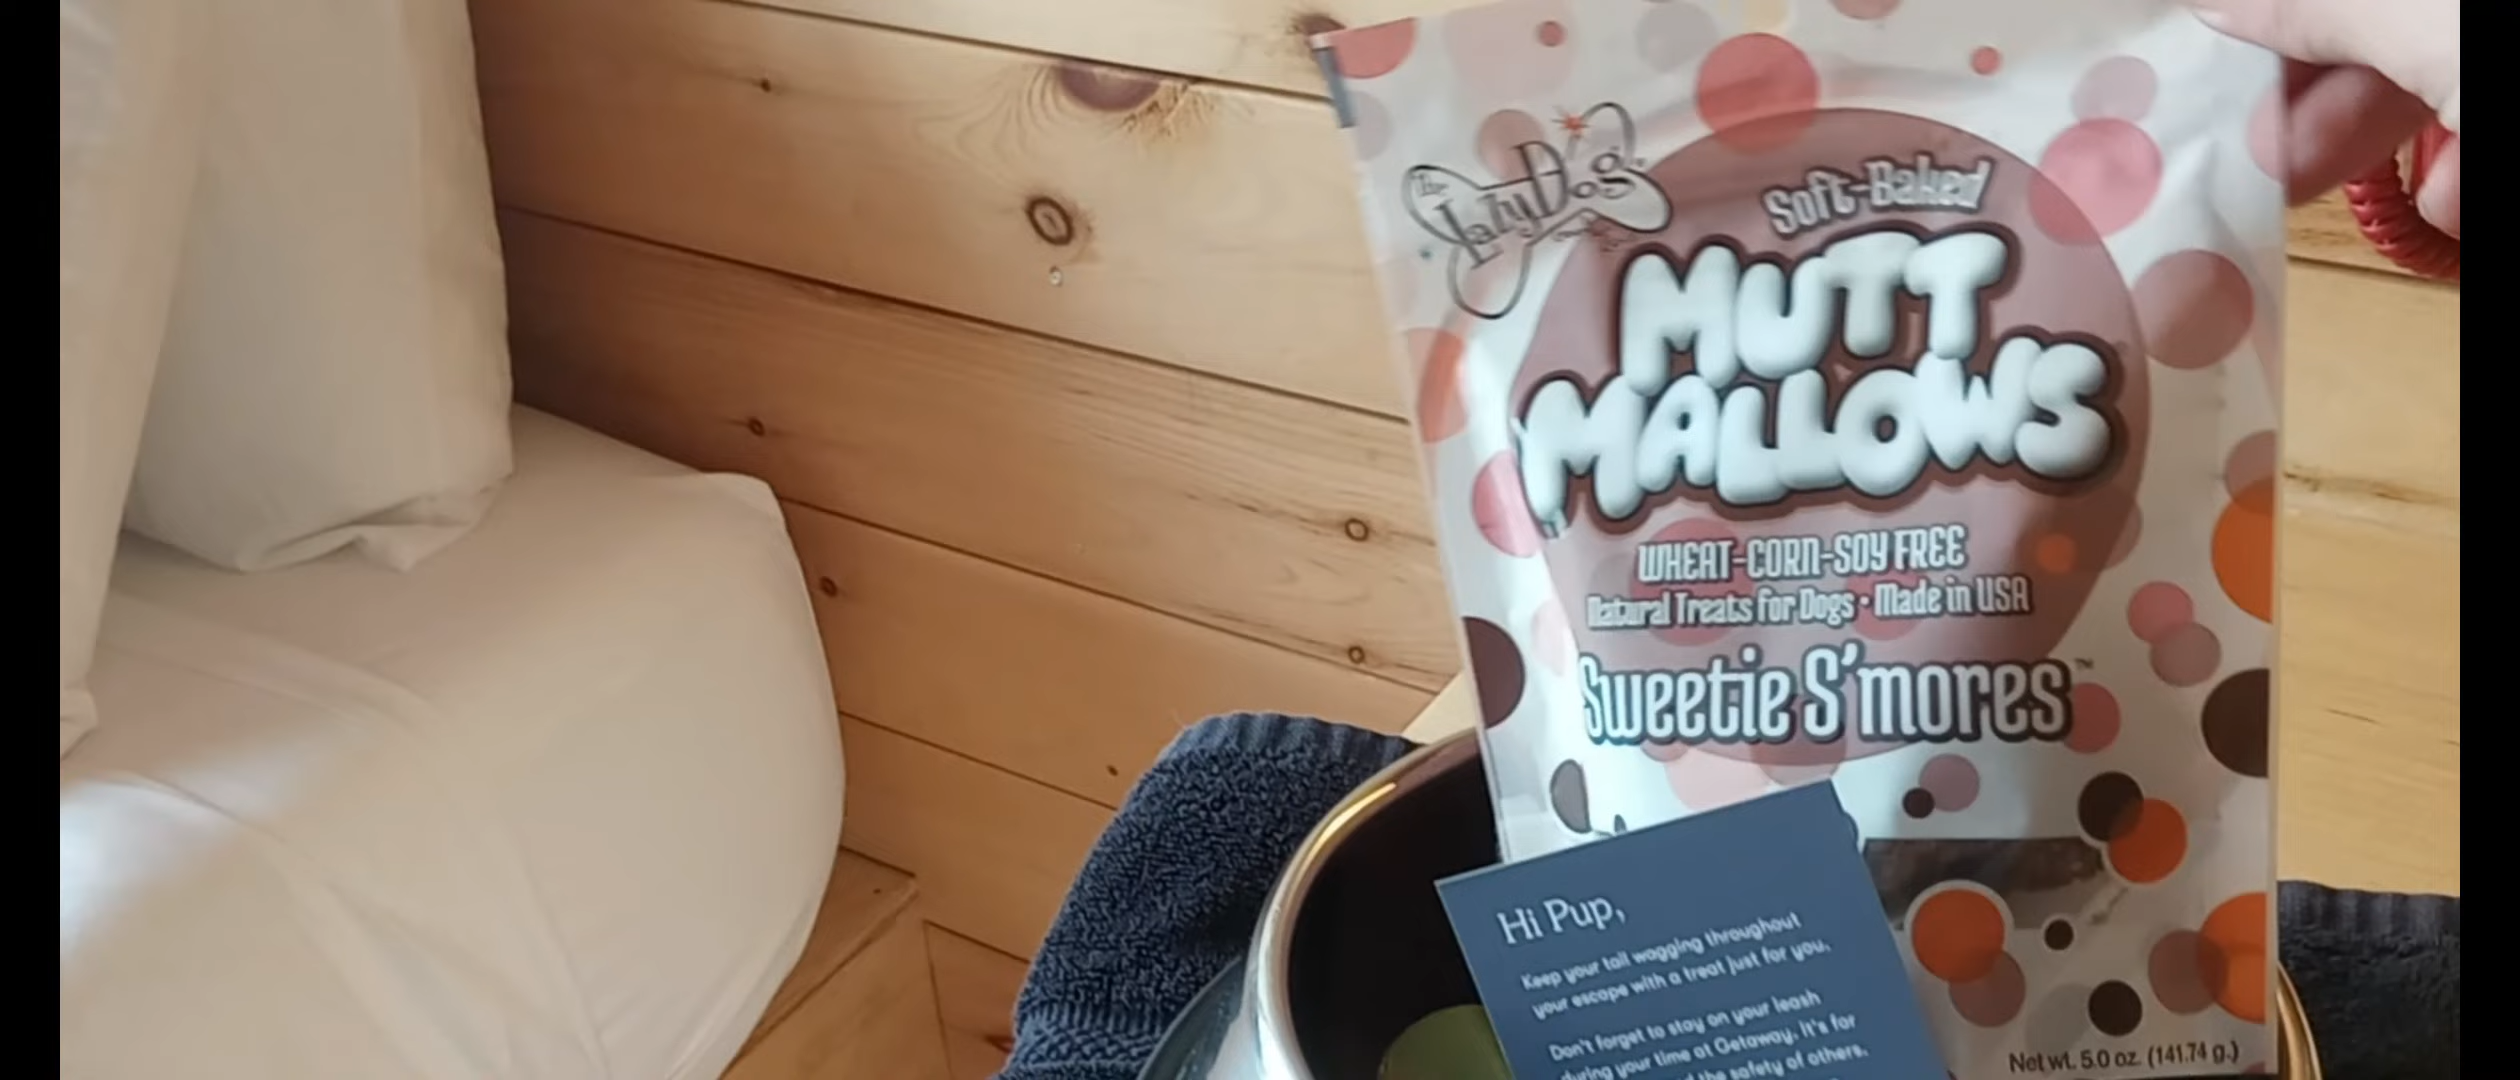 The
Lazy Dog
Soft-Baked
MUTT
MALLOWS
WHEAT-CORN-SOY FREE
Natural Treats for Dogs • Made in USA
Sweetie S'mores™
Hi Pup,
Keep your tail wagging throughout
your escape with a treat just for you.
Don't forget to stay on your leash
during your time at Getaway. It's for
the safety of others.
Net wt. 5.0 oz. (141.74 g.)